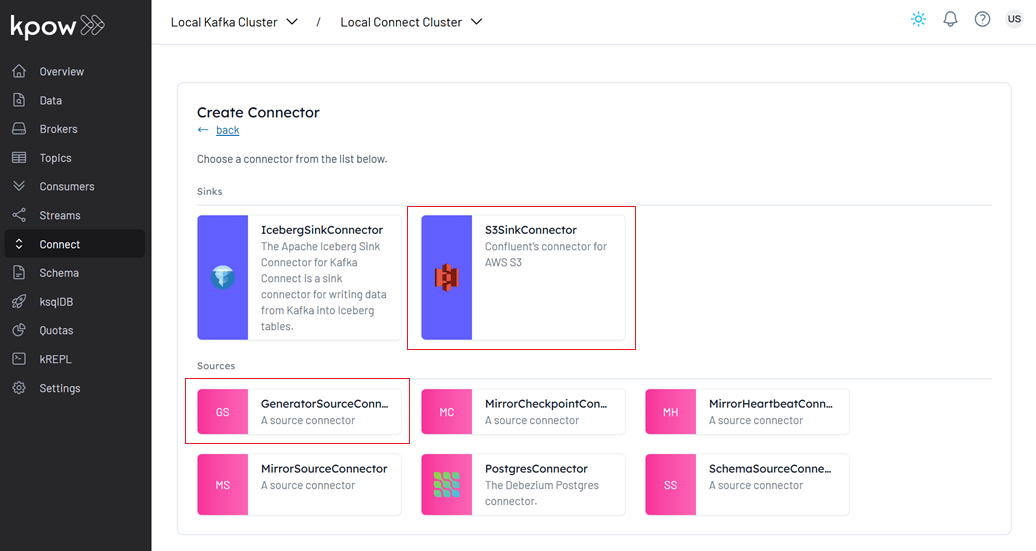 kpow
Local Kafka Cluster / Local Connect Cluster
US
Overview
Data
Brokers
Topics
Consumers
Streams
Connect
Schema
ksqlDB
Quotas
kREPL
Settings
Create Connector
← back
Choose a connector from the list below.
Sinks
IcebergSinkConnector
The Apache Iceberg Sink
Connector for Kafka
Connect is a sink
connector for writing data
from Kafka into Iceberg
tables.
S3SinkConnector
Confluent's connector for
AWS S3
Sources
GS
GeneratorSourceConn...
A source connector
MC
MirrorCheckpointCon...
A source connector
MH
MirrorHeartbeatConn...
A source connector
MS
MirrorSourceConnector
A source connector
PostgresConnector
The Debezium Postgres
connector.
SS
SchemaSourceConne...
A source connector